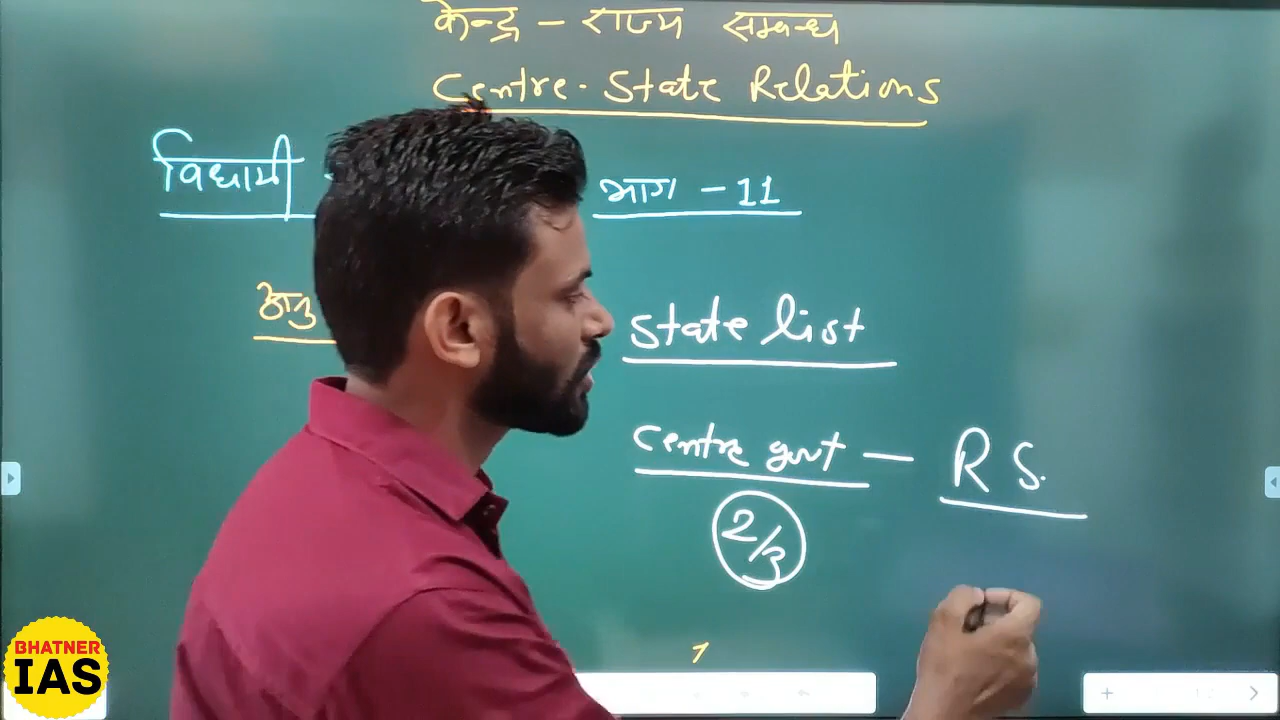 केन्द्र - राज्य सम्बन्ध
Centre - State Relations
विधायी
भाग - 11
अनु
State list
Centre govt — R S.
2/3
BHATNER
IAS